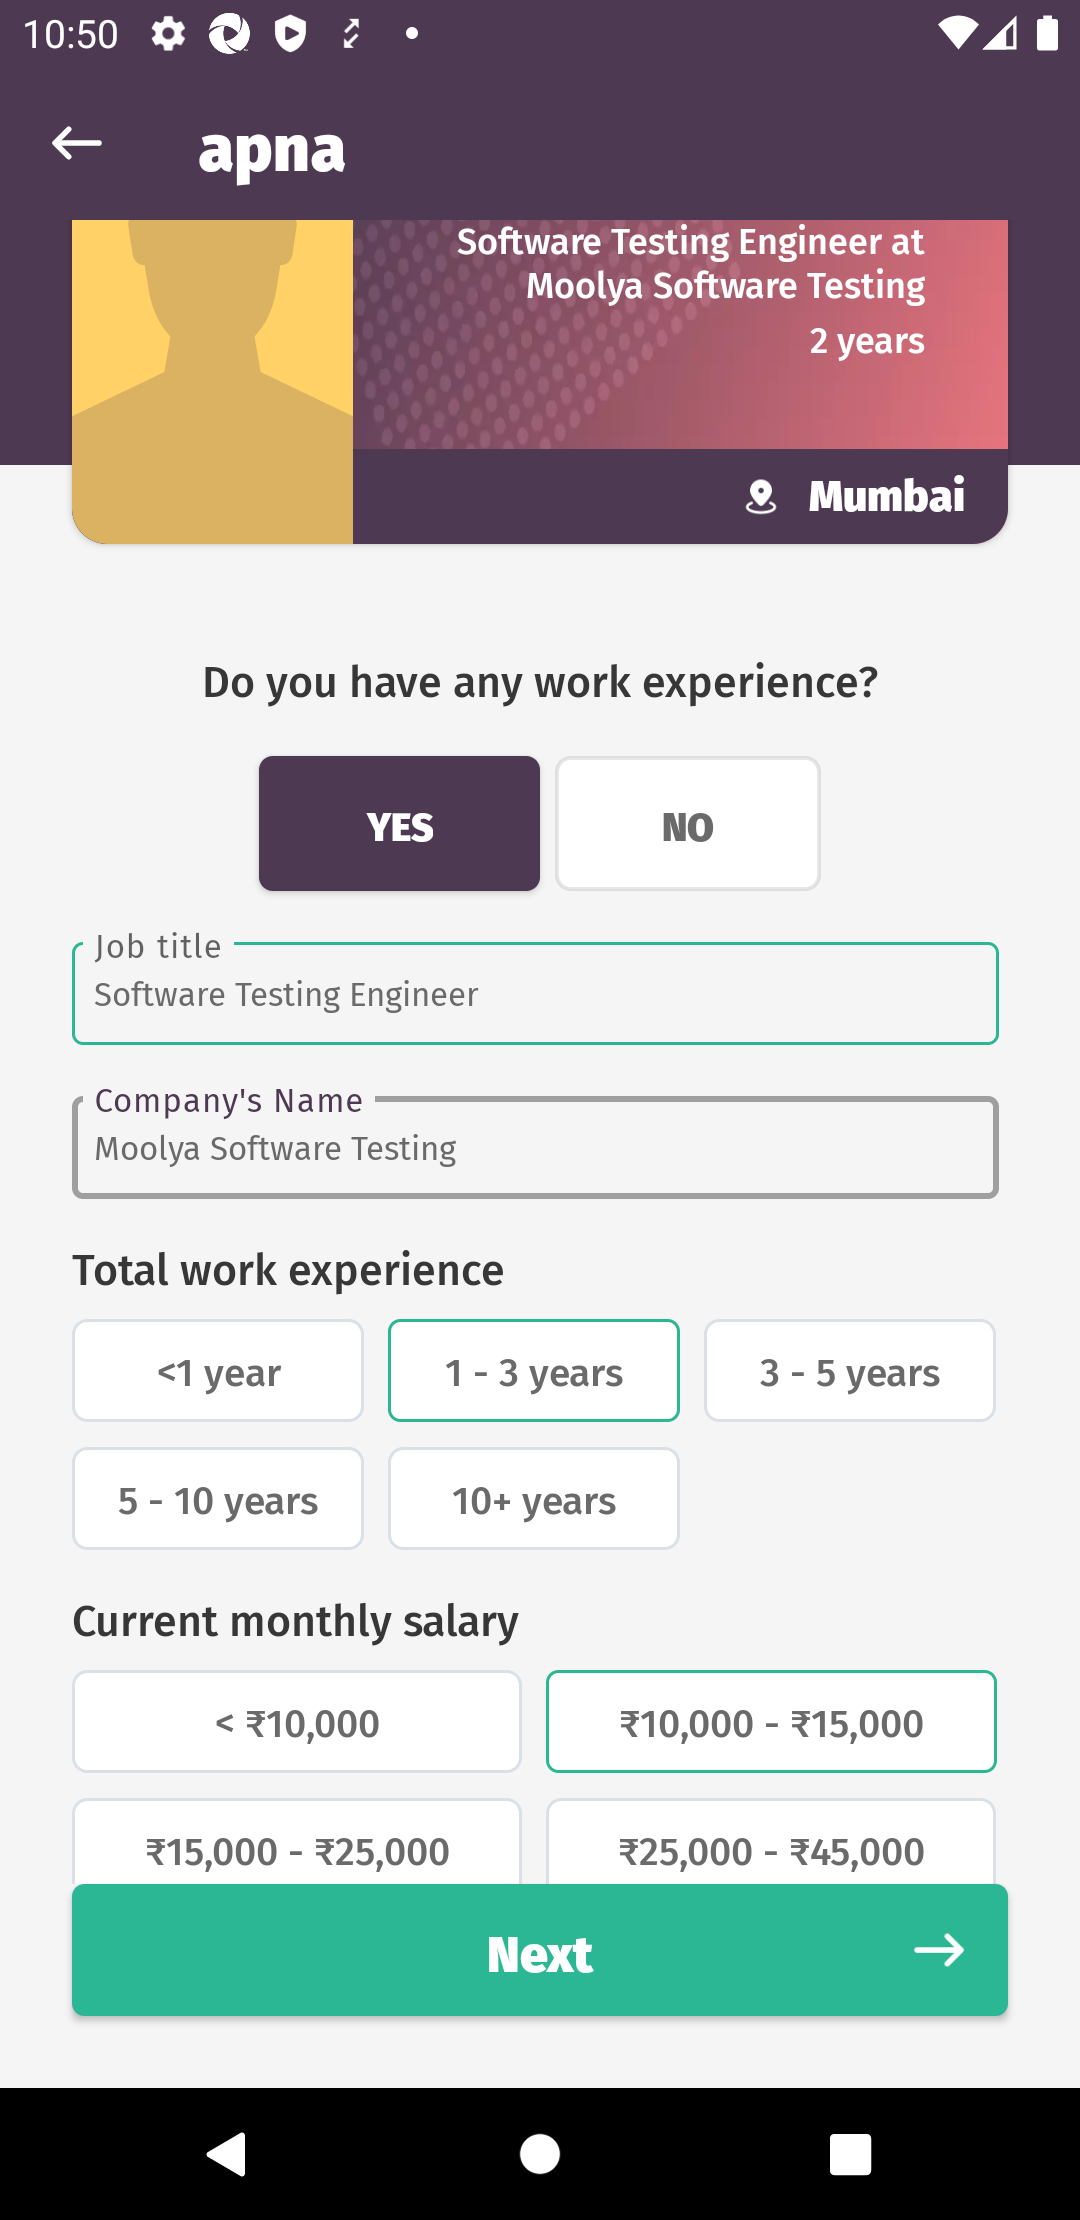 10:50
apna
Software Testing Engineer at
Moolya Software Testing
2 years
Mumbai
Do you have any work experience?
YES
NO
Job title
Software Testing Engineer
Company's Name
Moolya Software Testing
Total work experience
<1 year
1 - 3 years
3 - 5 years
5 - 10 years
10+ years
Current monthly salary
< ₹10,000
₹10,000 - ₹15,000
₹15,000 - ₹25,000
₹25,000 - ₹45,000
Next